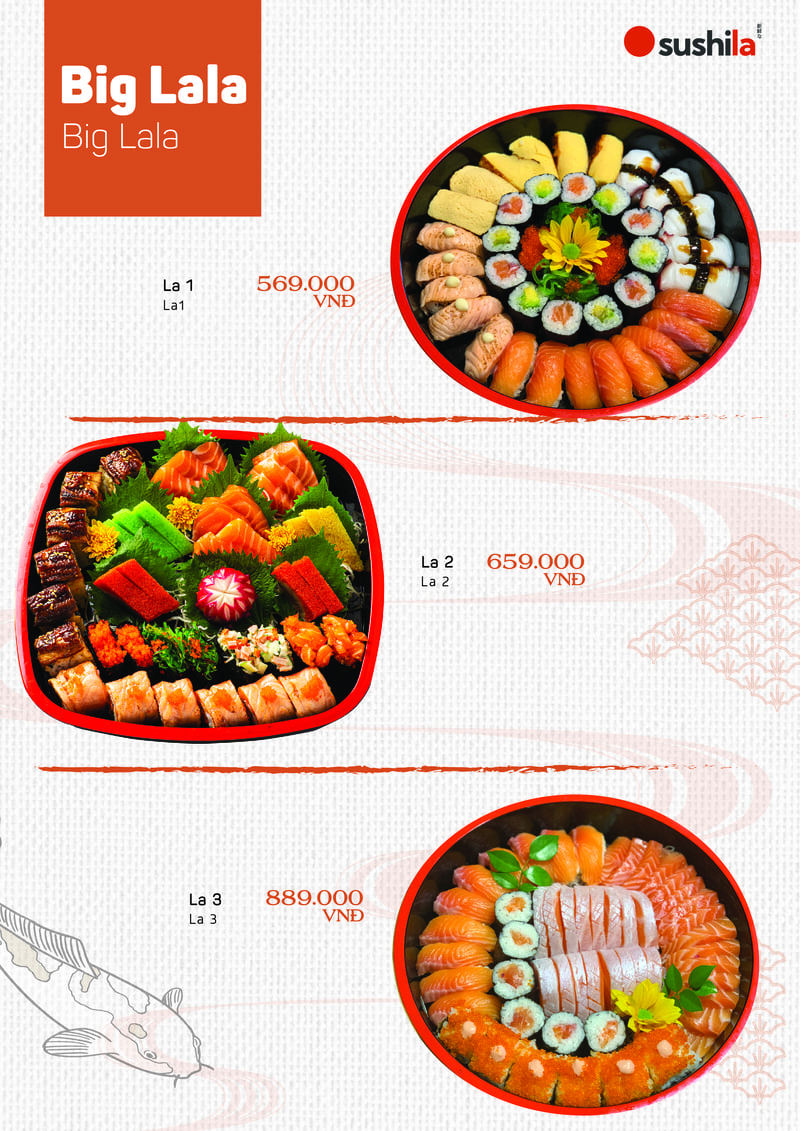 Big Lala
Big Lala
sushila
La 1
La1
569.000
VNĐ
La 2
La 2
659.000
VNĐ
La 3
La 3
889.000
VNĐ